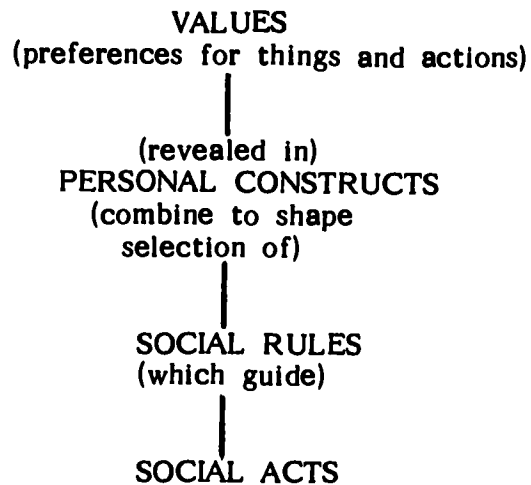 VALUES
(preferences for things and actions)
(revealed in)
PERSONAL CONSTRUCTS
(combine to shape
selection of)
SOCIAL RULES
(which guide)
SOCIAL ACTS